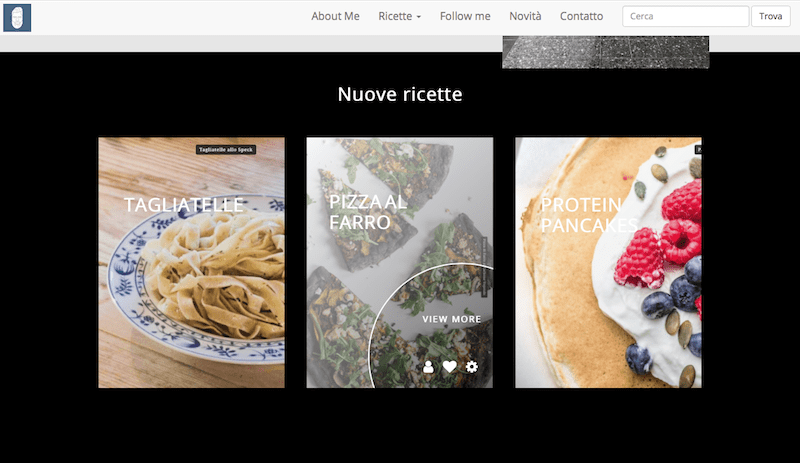 About Me
Ricette
Follow me
Novità
Contatto
Cerca
Trova
Nuove ricette
Tagliatelle allo Speck
TAGLIATELLE
PIZZA AL
FARRO
VIEW MORE
PROTEIN
PANCAKES